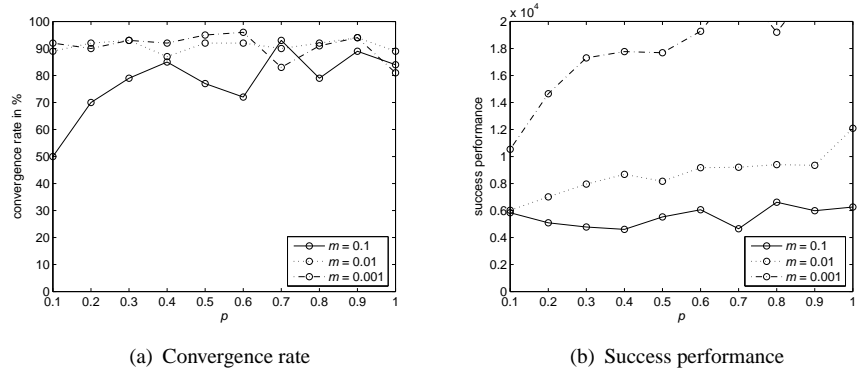 100
90
80
70
60
50
40
30
20
10
0
0.1 0.2 0.3 0.4 0.5 0.6 0.7 0.8 0.9 1
convergence rate in %
p
m = 0.1
m = 0.01
m = 0.001
(a) Convergence rate
2 x 10^4
1.8
1.6
1.4
1.2
1
0.8
0.6
0.4
0.2
0
0.1 0.2 0.3 0.4 0.5 0.6 0.7 0.8 0.9 1
success performance
p
m = 0.1
m = 0.01
m = 0.001
(b) Success performance